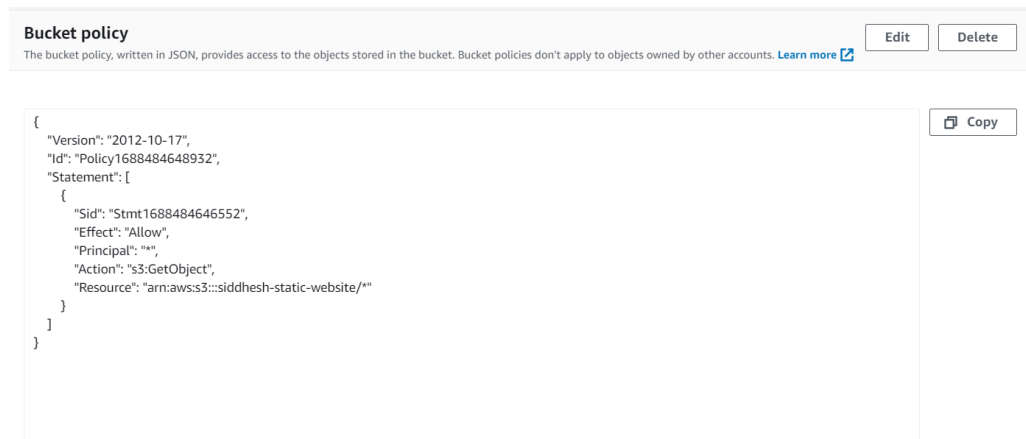 Bucket policy
Edit
Delete
The bucket policy, written in JSON, provides access to the objects stored in the bucket. Bucket policies don't apply to objects owned by other accounts. Learn more
Copy
{
"Version": "2012-10-17",
"Id": "Policy1688484648932",
"Statement": [
{
"Sid": "Stmt1688484646552",
"Effect": "Allow",
"Principal": "*",
"Action": "s3:GetObject",
"Resource": "arn:aws:s3:::siddhesh-static-website/*"
}
]
}